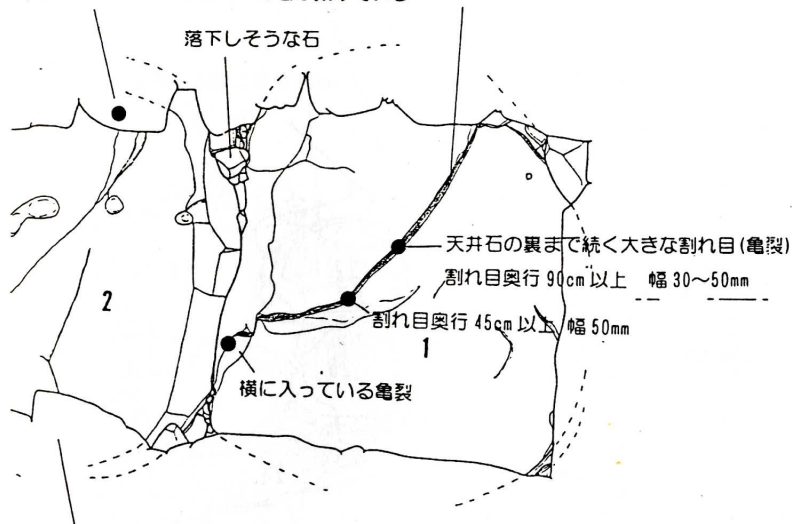 落下しそうな石
天井石の裏まで続く大きな割れ目(亀裂)
割れ目奥行 90cm 以上 幅 30〜50mm
割れ目奥行 45cm 以上 幅 50mm
1
2
横に入っている亀裂